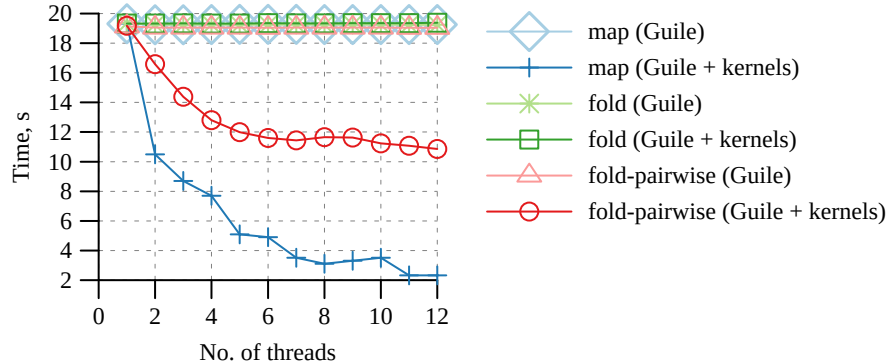 20
18
16
14
12
10
8
6
4
2
Time, s
0 2 4 6 8 10 12
No. of threads
map (Guile)
map (Guile + kernels)
fold (Guile)
fold (Guile + kernels)
fold-pairwise (Guile)
fold-pairwise (Guile + kernels)